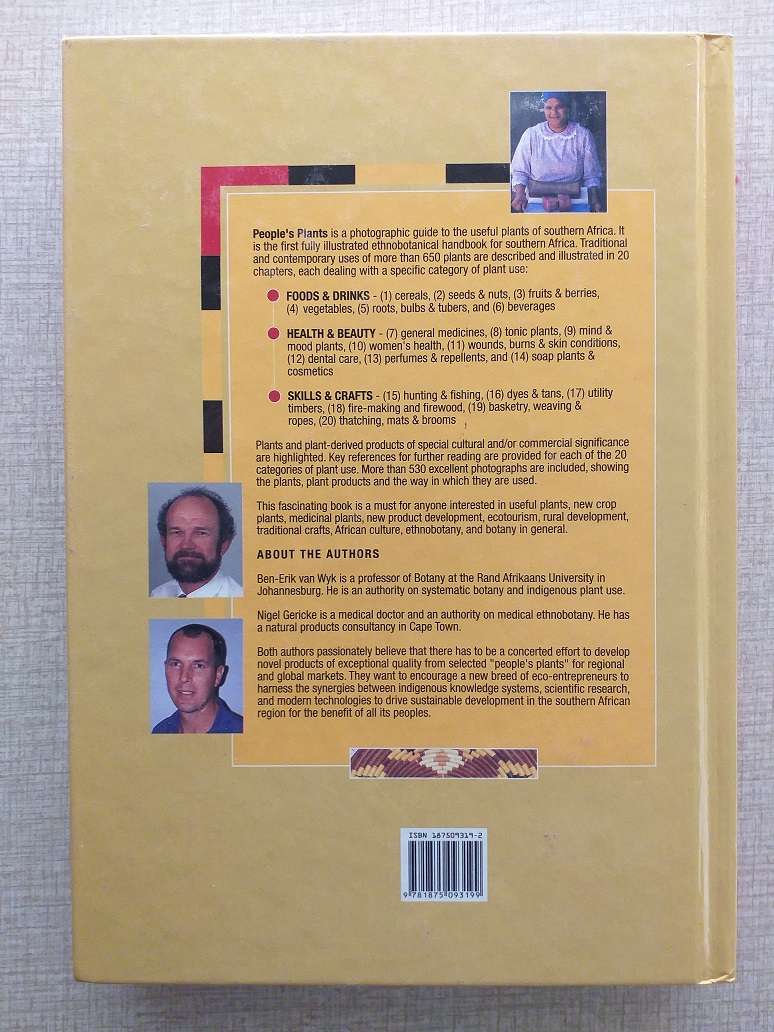 People's Plants is a photographic guide to the useful plants of southern Africa. It
is the first fully illustrated ethnobotanical handbook for southern Africa. Traditional
and contemporary uses of more than 650 plants are described and illustrated in 20
chapters, each dealing with a specific category of plant use:
FOODS & DRINKS - (1) cereals, (2) seeds & nuts, (3) fruits & berries,
(4) vegetables, (5) roots, bulbs & tubers, and (6) beverages
HEALTH & BEAUTY - (7) general medicines, (8) tonic plants, (9) mind &
mood plants, (10) women's health, (11) wounds, burns & skin conditions,
(12) dental care, (13) perfumes & repellents, and (14) soap plants &
cosmetics
SKILLS & CRAFTS - (15) hunting & fishing, (16) dyes & tans, (17) utility
timbers, (18) fire-making and firewood, (19) basketry, weaving &
ropes, (20) thatching, mats & brooms
Plants and plant-derived products of special cultural and/or commercial significance
are highlighted. Key references for further reading are provided for each of the 20
categories of plant use. More than 530 excellent photographs are included, showing
the plants, plant products and the way in which they are used.
This fascinating book is a must for anyone interested in useful plants, new crop
plants, medicinal plants, new product development, ecotourism, rural development,
traditional crafts, African culture, ethnobotany, and botany in general.
ABOUT THE AUTHORS
Ben-Erik van Wyk is a professor of Botany at the Rand Afrikaans University in
Johannesburg. He is an authority on systematic botany and indigenous plant use.
Nigel Gericke is a medical doctor and an authority on medical ethnobotany. He has
a natural products consultancy in Cape Town.
Both authors passionately believe that there has to be a concerted effort to develop
novel products of exceptional quality from selected "people's plants" for regional
and global markets. They want to encourage a new breed of eco-entrepreneurs to
harness the synergies between indigenous knowledge systems, scientific research,
and modern technologies to drive sustainable development in the southern African
region for the benefit of all its peoples.
ISBN 187509319-2
9 781875 093199